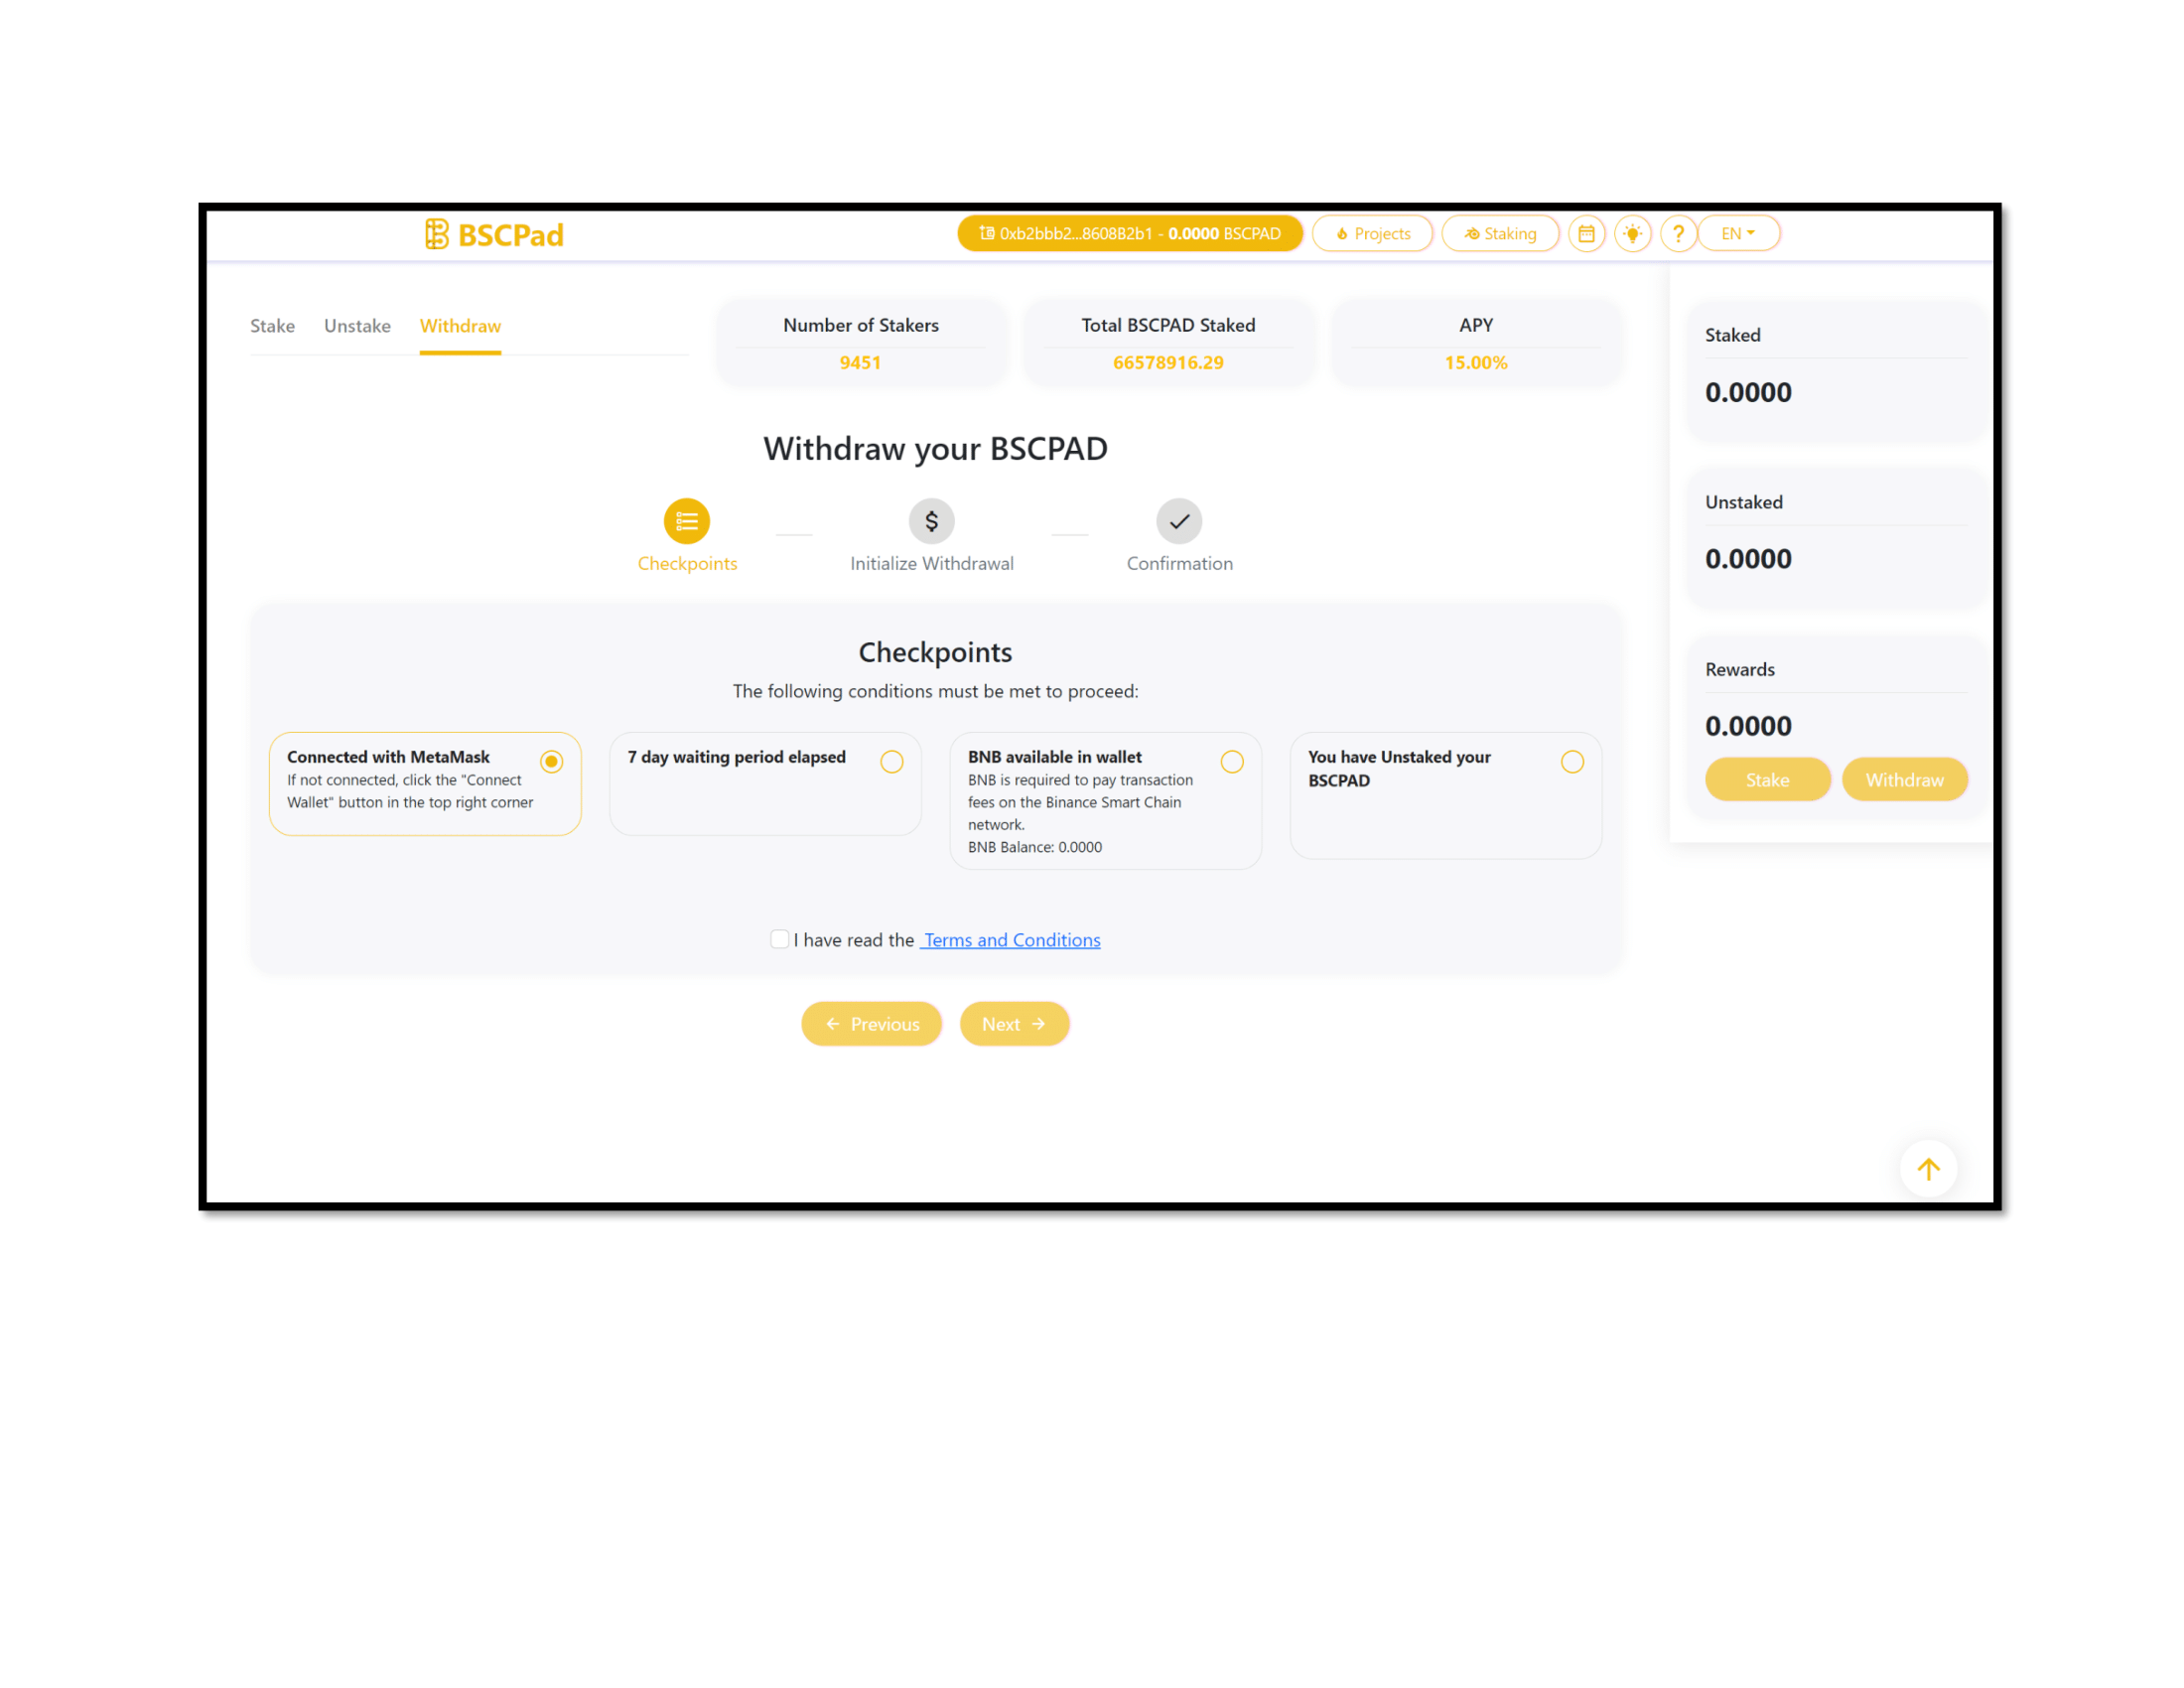 BSCPad
0xb2bbb2...8608B2b1 - 0.0000 BSCPAD
Projects
Staking
?
EN
Stake
Unstake
Withdraw
Number of Stakers
9451
Total BSCPAD Staked
66578916.29
APY
15.00%
Withdraw your BSCPAD
$
Checkpoints
Initialize Withdrawal
Confirmation
Checkpoints
The following conditions must be met to proceed:
Connected with MetaMask
If not connected, click the "Connect
Wallet" button in the top right corner
7 day waiting period elapsed
BNB available in wallet
BNB is required to pay transaction
fees on the Binance Smart Chain
network.
BNB Balance: 0.0000
You have Unstaked your
BSCPAD
I have read the Terms and Conditions
Previous
Next
Staked
0.0000
Unstaked
0.0000
Rewards
0.0000
Stake
Withdraw